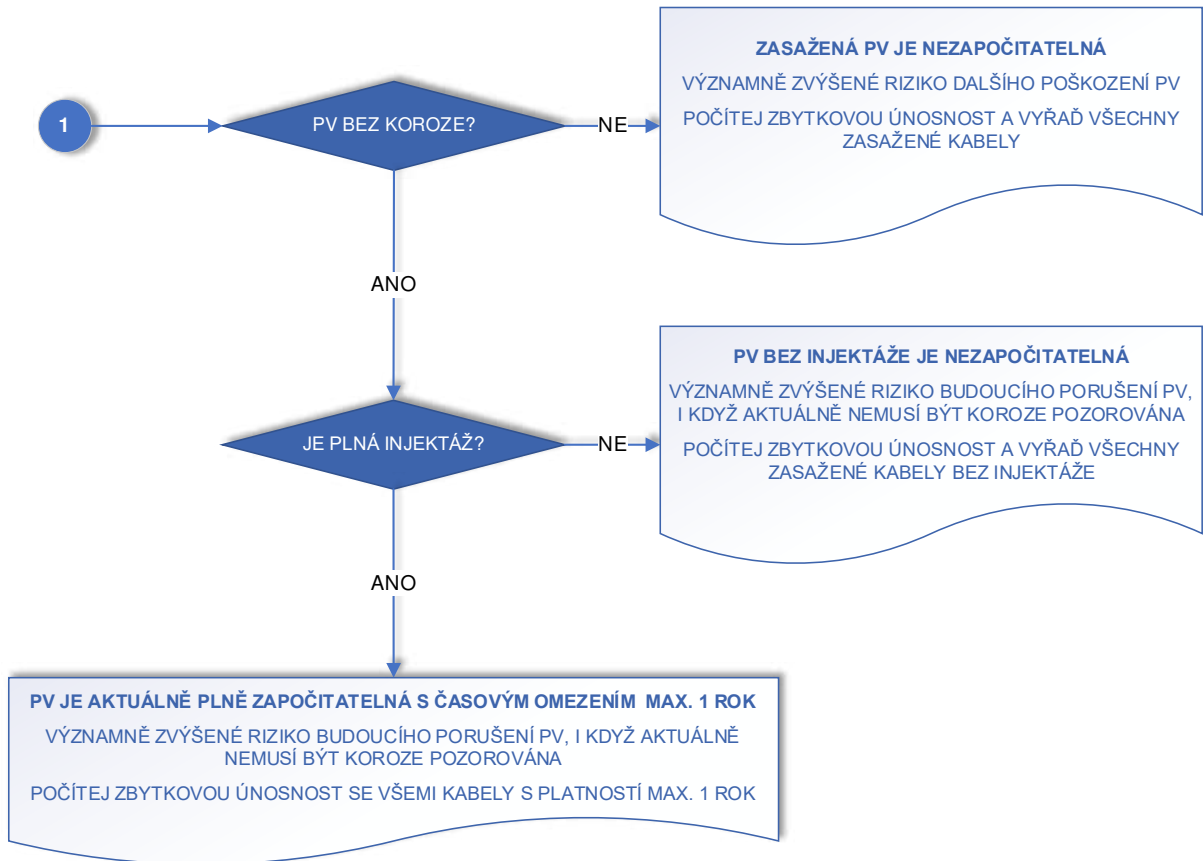 1
PV BEZ KOROZE?
NE
ZASAŽENÁ PV JE NEZAPOČITATELNÁ
VÝZNAMNĚ ZVÝŠENÉ RIZIKO DALŠÍHO POŠKOZENÍ PV
POČÍTEJ ZBYTKOVOU ÚNOSNOST A VYŘAĎ VŠECHNY
ZASAŽENÉ KABELY
ANO
JE PLNÁ INJEKTÁŽ?
NE
PV BEZ INJEKTÁŽE JE NEZAPOČITATELNÁ
VÝZNAMNĚ ZVÝŠENÉ RIZIKO BUDOUCÍHO PORUŠENÍ PV,
I KDYŽ AKTUÁLNĚ NEMUSÍ BÝT KOROZE POZOROVÁNA
POČÍTEJ ZBYTKOVOU ÚNOSNOST A VYŘAĎ VŠECHNY
ZASAŽENÉ KABELY BEZ INJEKTÁŽE
ANO
PV JE AKTUÁLNĚ PLNĚ ZAPOČITATELNÁ S ČASOVÝM OMEZENÍM MAX. 1 ROK
VÝZNAMNĚ ZVÝŠENÉ RIZIKO BUDOUCÍHO PORUŠENÍ PV, I KDYŽ AKTUÁLNĚ
NEMUSÍ BÝT KOROZE POZOROVÁNA
POČÍTEJ ZBYTKOVOU ÚNOSNOST SE VŠEMI KABELY S PLATNOSTÍ MAX. 1 ROK